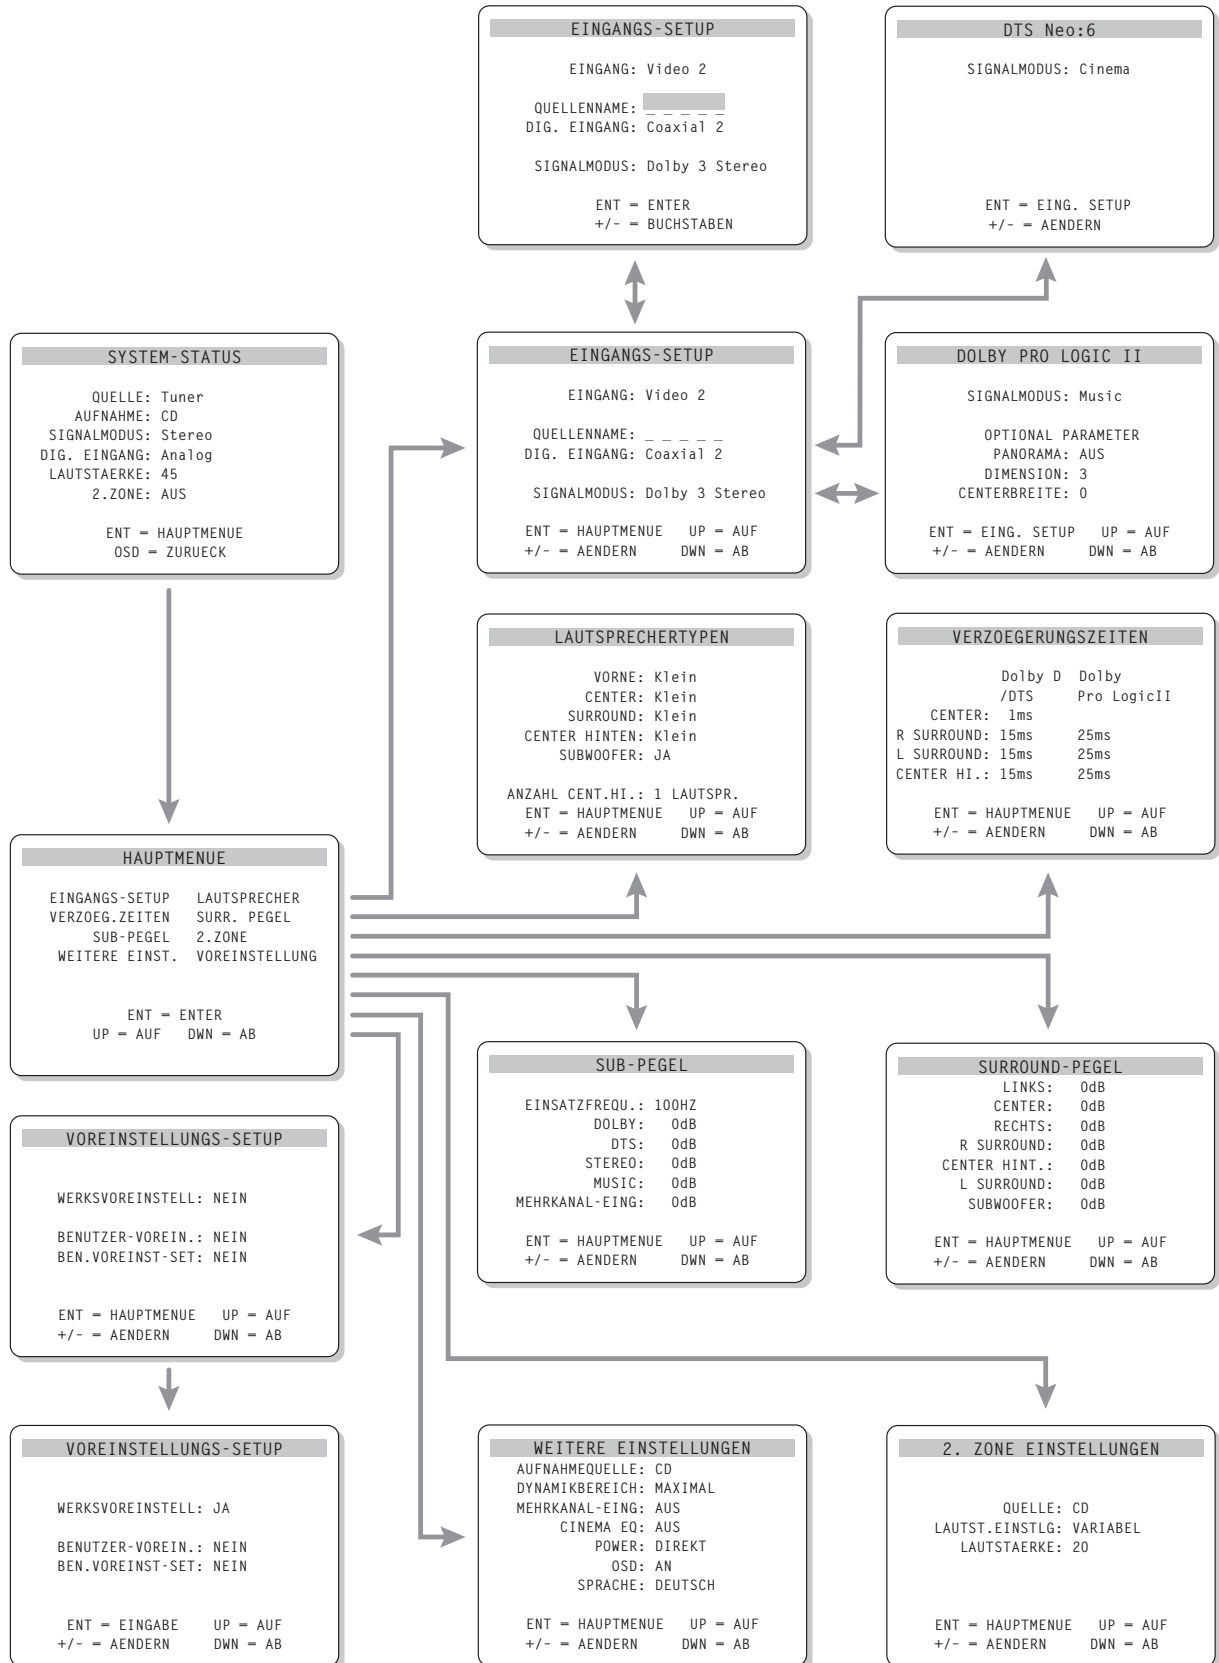 EINGANGS-SETUP
EINGANG: Video 2
QUELLENNAME: _ _ _ _ _
DIG. EINGANG: Coaxial 2
SIGNALMODUS: Dolby 3 Stereo
ENT = ENTER
+/- = BUCHSTABEN
DTS Neo:6
SIGNALMODUS: Cinema
ENT = EING. SETUP
+/- = AENDERN
SYSTEM-STATUS
QUELLE: Tuner
AUFNAHME: CD
SIGNALMODUS: Stereo
DIG. EINGANG: Analog
LAUTSTAERKE: 45
2.ZONE: AUS
ENT = HAUPTMENUE
OSD = ZURUECK
EINGANGS-SETUP
EINGANG: Video 2
QUELLENNAME: _ _ _ _ _
DIG. EINGANG: Coaxial 2
SIGNALMODUS: Dolby 3 Stereo
ENT = HAUPTMENUE UP = AUF
+/- = AENDERN DWN = AB
DOLBY PRO LOGIC II
SIGNALMODUS: Music
OPTIONAL PARAMETER
PANORAMA: AUS
DIMENSION: 3
CENTERBREITE: 0
ENT = EING. SETUP UP = AUF
+/- = AENDERN DWN = AB
LAUTSPRECHERTYPEN
VORNE: Klein
CENTER: Klein
SURROUND: Klein
CENTER HINTEN: Klein
SUBWOOFER: JA
ANZAHL CENT.HI.: 1 LAUTSPR.
ENT = HAUPTMENUE UP = AUF
+/- = AENDERN DWN = AB
VERZOEGERUNGSZEITEN
Dolby D Dolby
/DTS Pro LogicII
CENTER: 1ms
R SURROUND: 15ms 25ms
L SURROUND: 15ms 25ms
CENTER HI.: 15ms 25ms
ENT = HAUPTMENUE UP = AUF
+/- = AENDERN DWN = AB
HAUPTMENUE
EINGANGS-SETUP LAUTSPRECHER
VERZOEG.ZEITEN SURR. PEGEL
SUB-PEGEL 2.ZONE
WEITERE EINST. VOREINSTELLUNG
ENT = ENTER
UP = AUF DWN = AB
SUB-PEGEL
EINSATZFREQU.: 100HZ
DOLBY: 0dB
DTS: 0dB
STEREO: 0dB
MUSIC: 0dB
MEHRKANAL-EING: 0dB
ENT = HAUPTMENUE UP = AUF
+/- = AENDERN DWN = AB
SURROUND-PEGEL
LINKS: 0dB
CENTER: 0dB
RECHTS: 0dB
R SURROUND: 0dB
CENTER HINT.: 0dB
L SURROUND: 0dB
SUBWOOFER: 0dB
ENT = HAUPTMENUE UP = AUF
+/- = AENDERN DWN = AB
VOREINSTELLUNGS-SETUP
WERKSVOREINSTELL: NEIN
BENUTZER-VOREIN.: NEIN
BEN.VOREINST-SET: NEIN
ENT = HAUPTMENUE UP = AUF
+/- = AENDERN DWN = AB
VOREINSTELLUNGS-SETUP
WERKSVOREINSTELL: JA
BENUTZER-VOREIN.: NEIN
BEN.VOREINST-SET: NEIN
ENT = EINGABE UP = AUF
+/- = AENDERN DWN = AB
WEITERE EINSTELLUNGEN
AUFNAHMEQUELLE: CD
DYNAMIKBEREICH: MAXIMAL
MEHRKANAL-EING: AUS
CINEMA EQ: AUS
POWER: DIREKT
OSD: AN
SPRACHE: DEUTSCH
ENT = HAUPTMENUE UP = AUF
+/- = AENDERN DWN = AB
2. ZONE EINSTELLUNGEN
QUELLE: CD
LAUTST.EINSTLG: VARIABEL
LAUTSTAERKE: 20
ENT = HAUPTMENUE UP = AUF
+/- = AENDERN DWN = AB